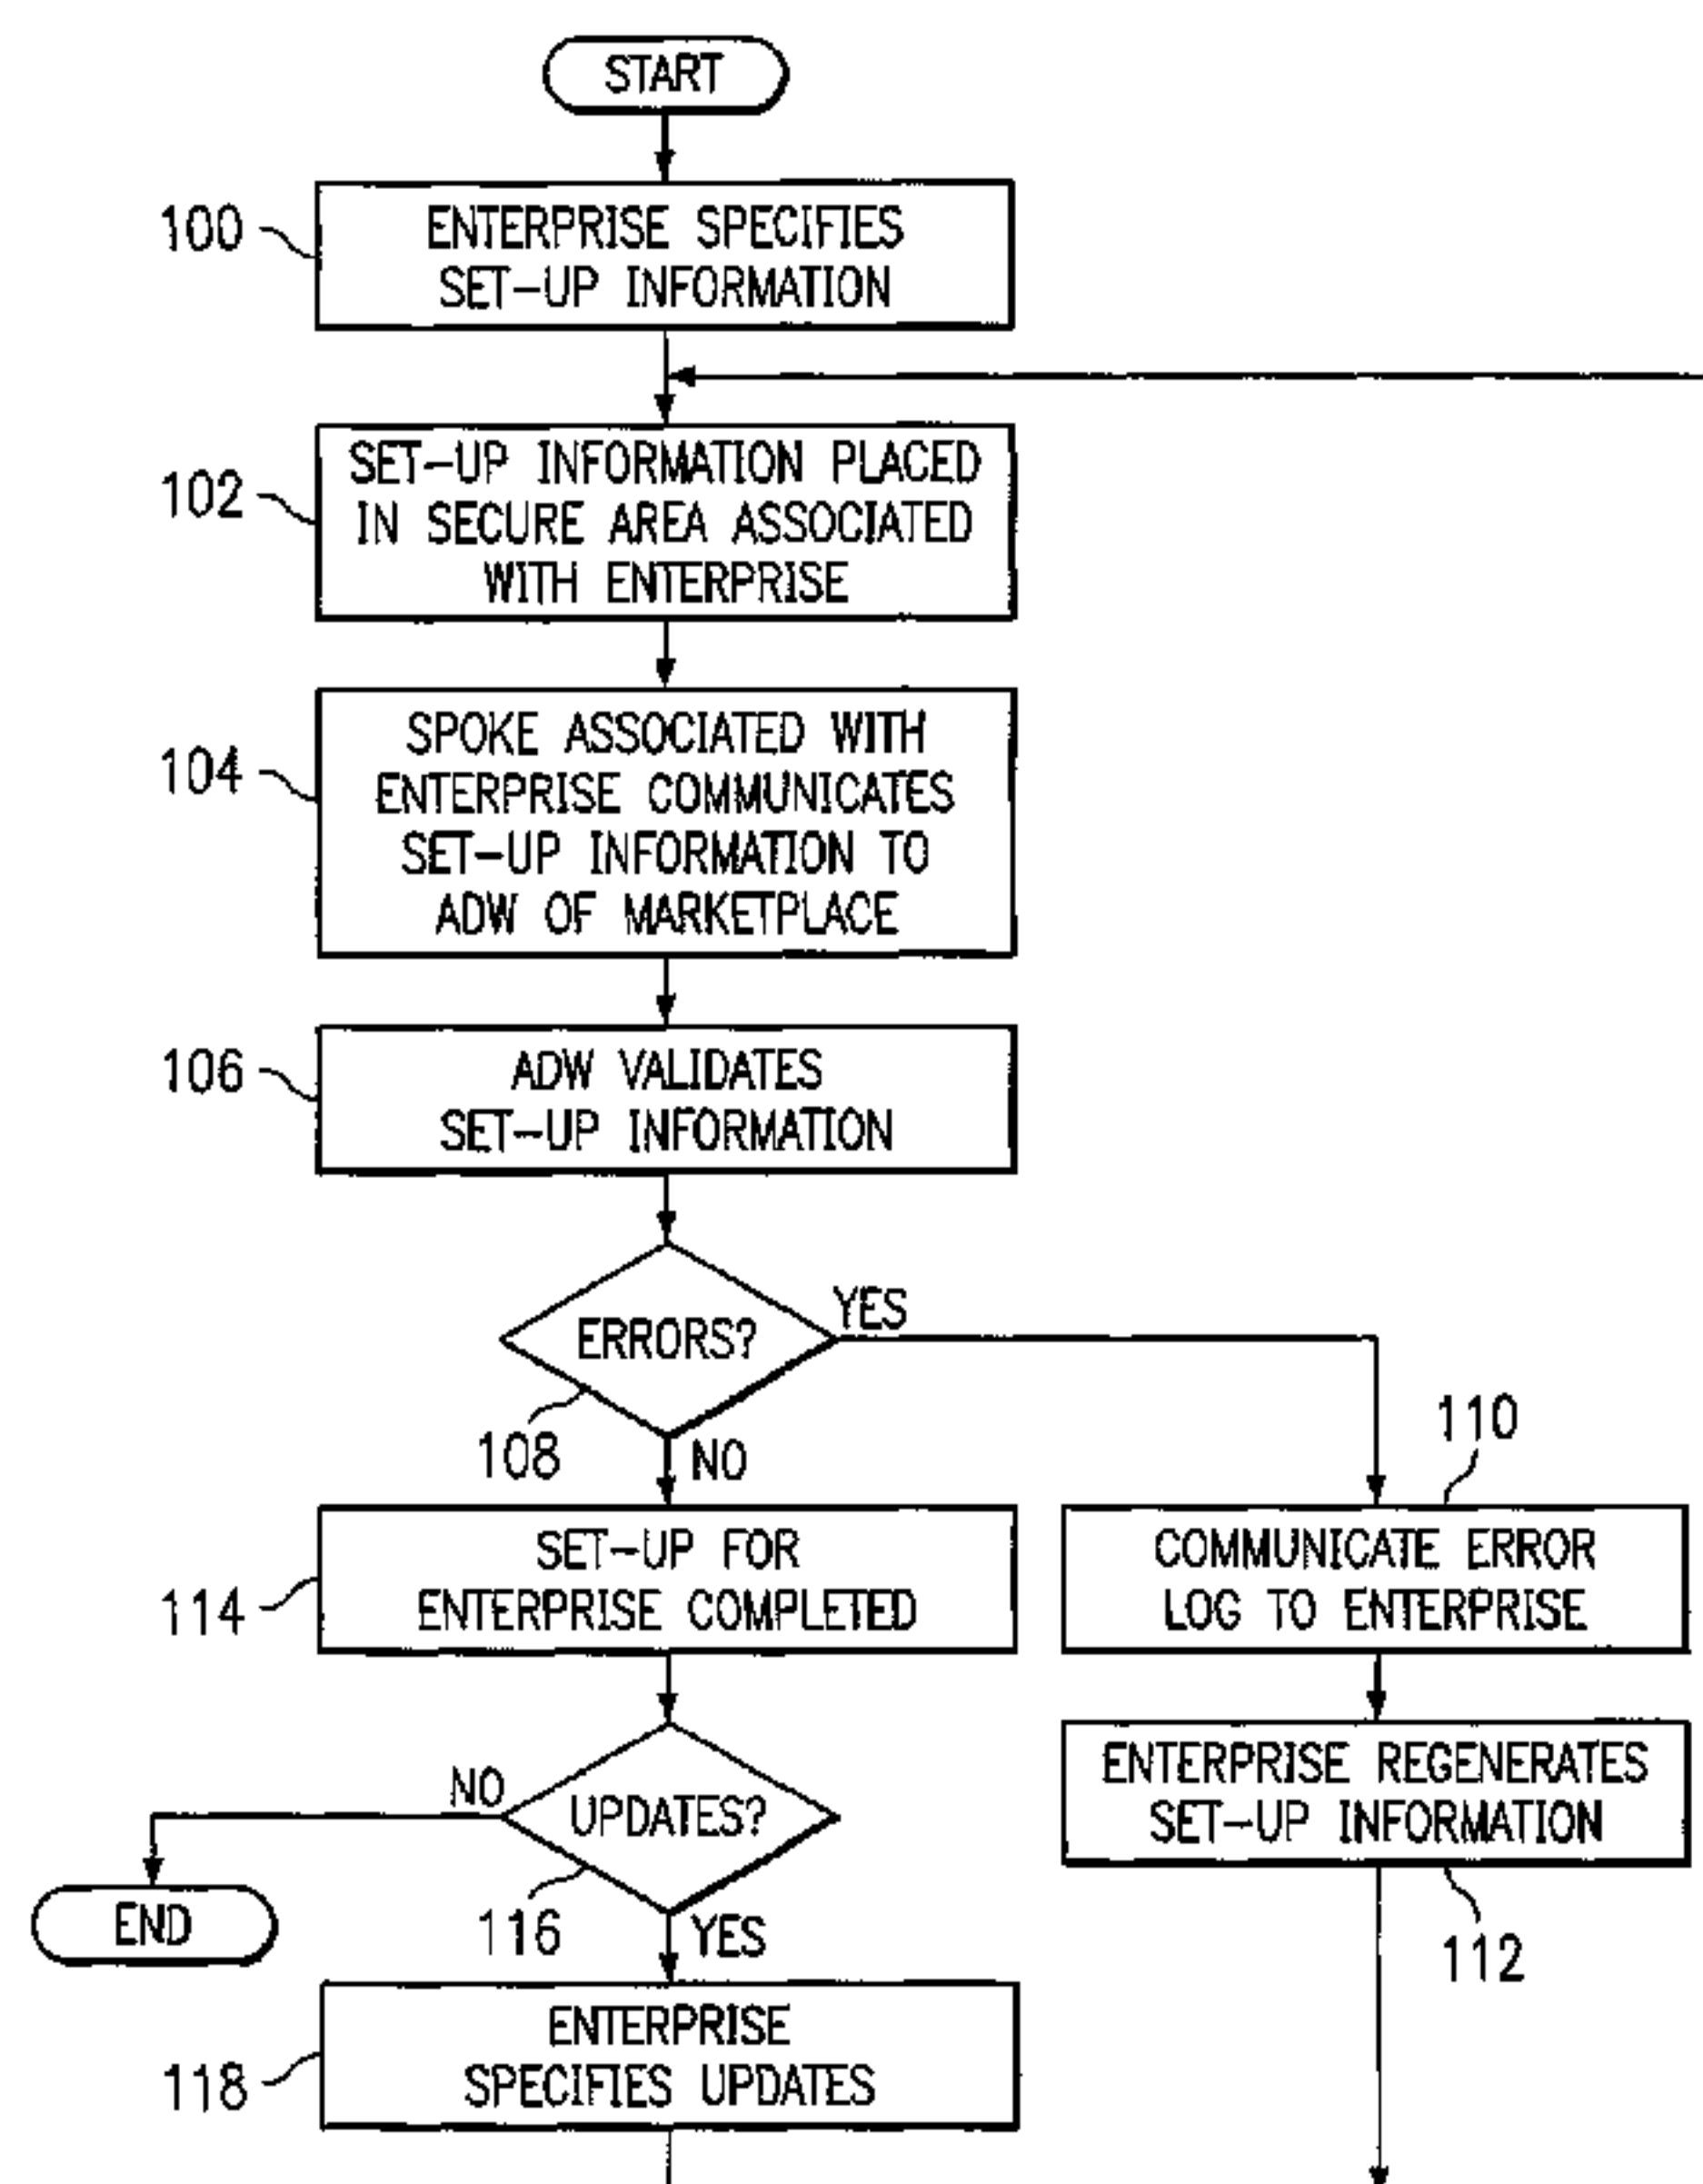 START
100
ENTERPRISE SPECIFIES
SET-UP INFORMATION
102
SET-UP INFORMATION PLACED
IN SECURE AREA ASSOCIATED
WITH ENTERPRISE
104
SPOKE ASSOCIATED WITH
ENTERPRISE COMMUNICATES
SET-UP INFORMATION TO
ADW OF MARKETPLACE
106
ADW VALIDATES
SET-UP INFORMATION
ERRORS?
YES
108
NO
110
114
SET-UP FOR
ENTERPRISE COMPLETED
COMMUNICATE ERROR
LOG TO ENTERPRISE
ENTERPRISE REGENERATES
SET-UP INFORMATION
112
NO
UPDATES?
116
YES
END
118
ENTERPRISE
SPECIFIES UPDATES